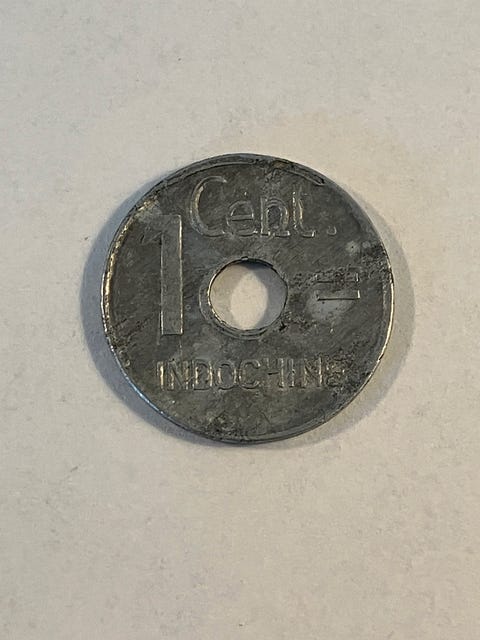 Cent.
1 =
INDOCHINE